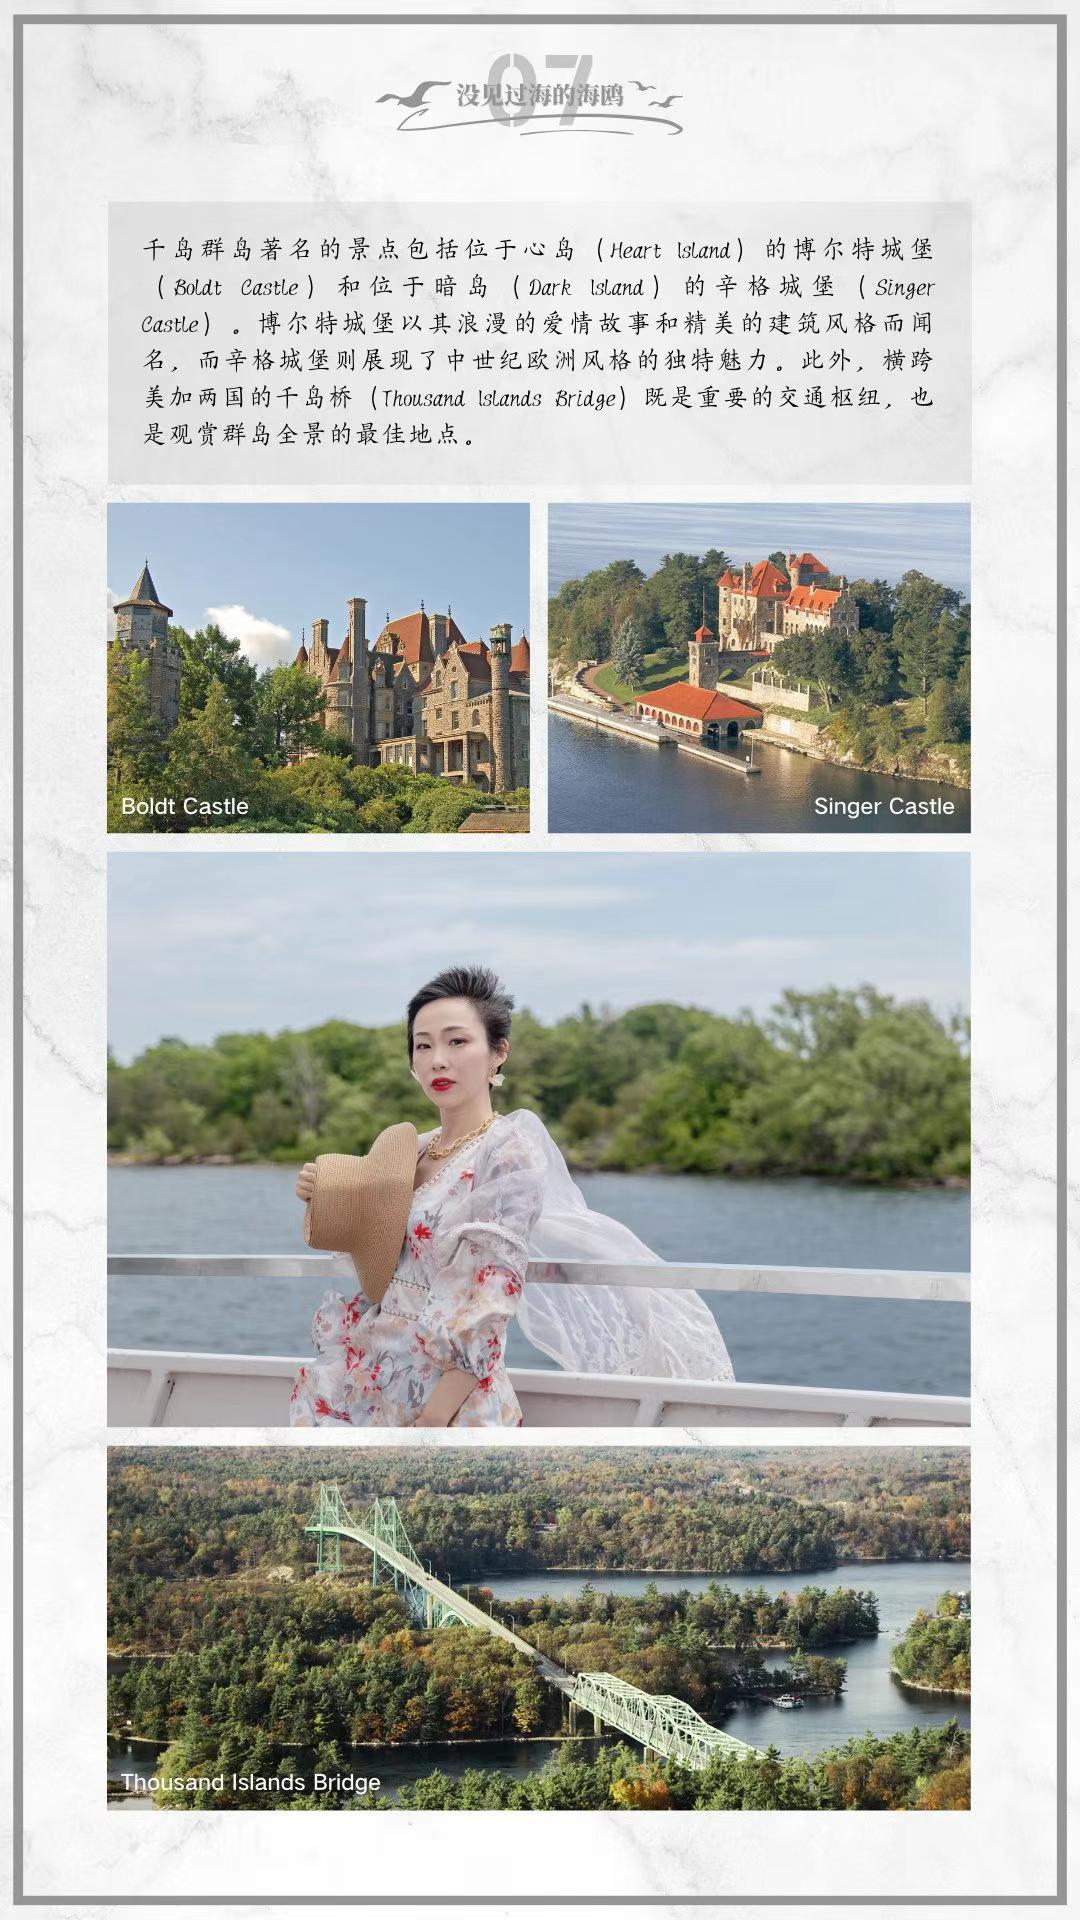 07
没见过海的海鸥
千岛群岛著名的景点包括位于心岛（Heart Island）的博尔特城堡
（Boldt Castle）和位于暗岛（Dark Island）的辛格城堡（Singer
Castle）。博尔特城堡以其浪漫的爱情故事和精美的建筑风格而闻
名，而辛格城堡则展现了中世纪欧洲风格的独特魅力。此外，横跨
美加两国的千岛桥（Thousand Islands Bridge）既是重要的交通枢纽，也
是观赏群岛全景的最佳地点。
Boldt Castle
Singer Castle
Thousand Islands Bridge